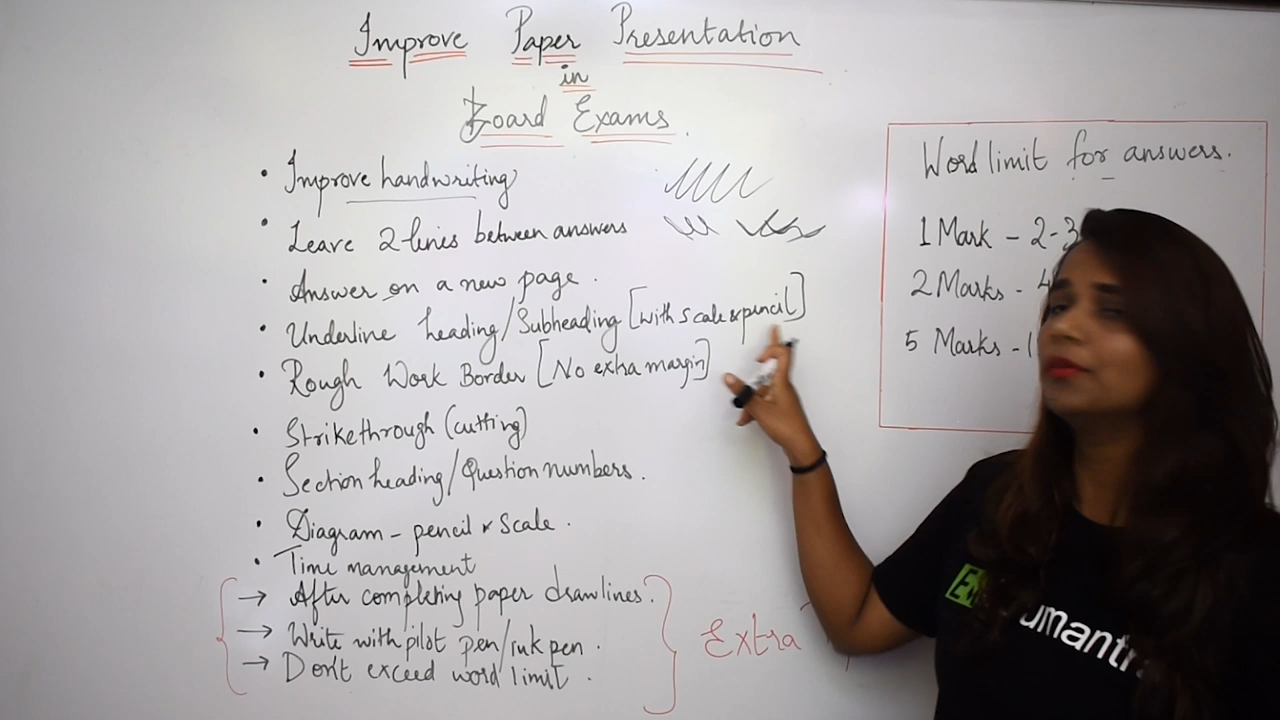 Improve Paper Presentation
in
Board Exams.
• Improve handwriting
• Leave 2 lines between answers
• Answer on a new page.
• Underline heading/Subheading [with scale & pencil]
• Rough Work Border [No extra margin]
• Strikethrough (cutting)
• Section heading/Question numbers.
• Diagram - pencil & Scale.
• Time management
→ After completing paper draw lines.
→ Write with pilot pen/ink pen.
→ Don't exceed word limit.
Extra
Word limit for answers.
1 Mark - 2-3
2 Marks - 4
5 Marks - 1
umantra